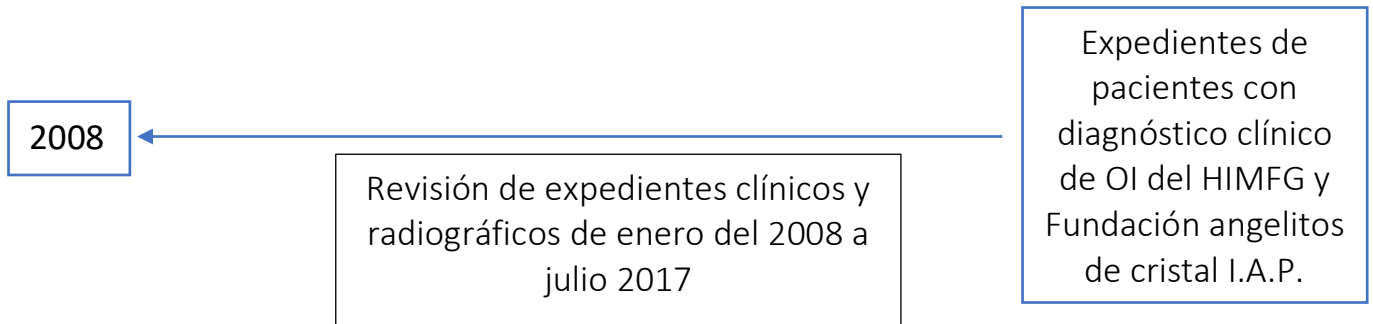 2008
Revisión de expedientes clínicos y
radiográficos de enero del 2008 a
julio 2017
Expedientes de
pacientes con
diagnóstico clínico
de OI del HIMFG y
Fundación angelitos
de cristal I.A.P.